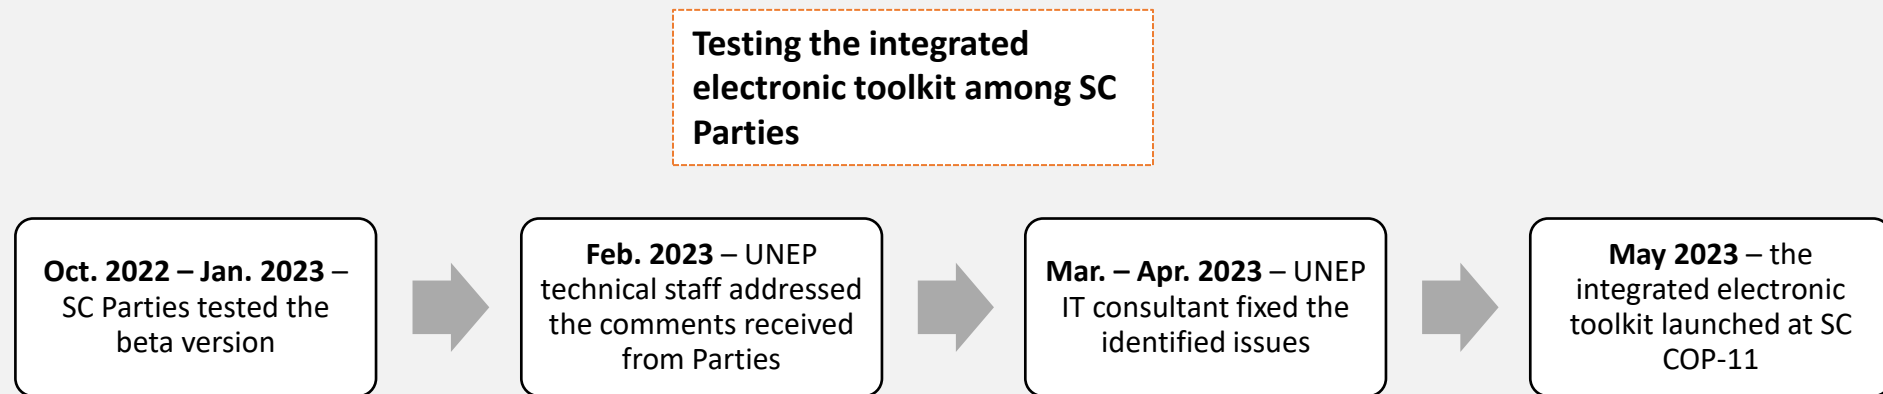 Testing the integrated
electronic toolkit among SC
Parties
Oct. 2022 – Jan. 2023 –
SC Parties tested the
beta version
Feb. 2023 – UNEP
technical staff addressed
the comments received
from Parties
Mar. – Apr. 2023 – UNEP
IT consultant fixed the
identified issues
May 2023 – the
integrated electronic
toolkit launched at SC
COP-11